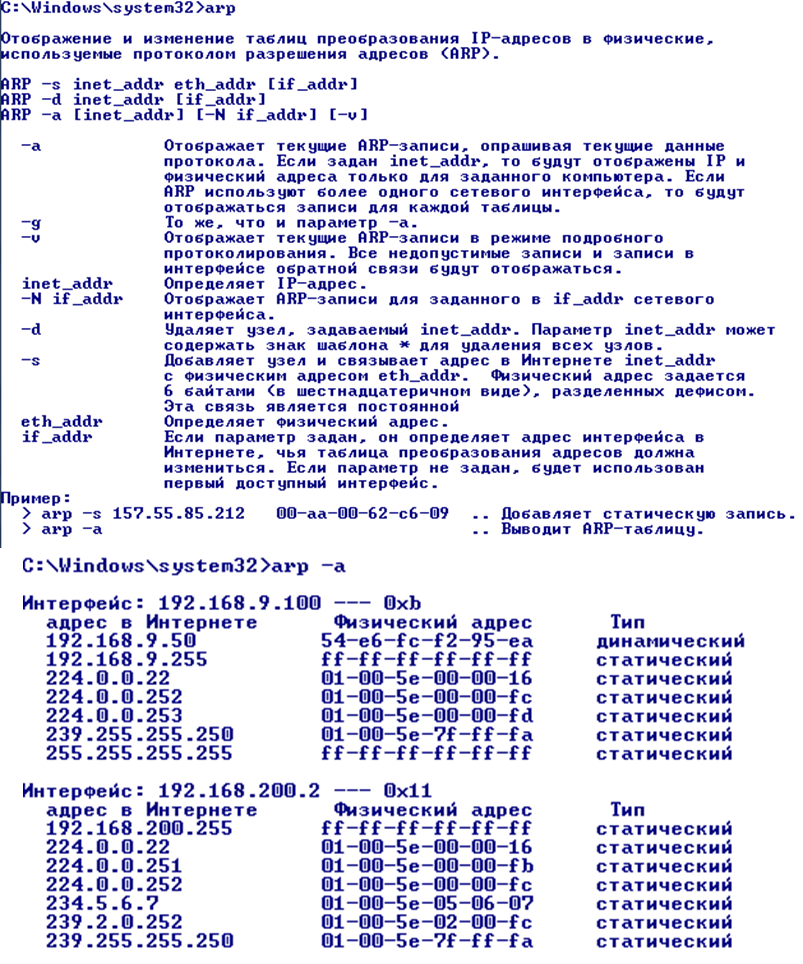 C:\Windows\system32>arp
Отображение и изменение таблиц преобразования IP-адресов в физические,
используемые протоколом разрешения адресов (ARP).
ARP -s inet_addr eth_addr [if_addr]
ARP -d inet_addr [if_addr]
ARP -a [inet_addr] [-N if_addr] [-v]
-a Отображает текущие ARP-записи, опрашивая текущие данные
протокола. Если задан inet_addr, то будут отображены IP и
физический адреса только для заданного компьютера. Если
ARP используют более одного сетевого интерфейса, то будут
отображаться записи для каждой таблицы.
-g То же, что и параметр -a.
-v Отображает текущие ARP-записи в режиме подробного
протоколирования. Все недопустимые записи и записи в
интерфейсе обратной связи будут отображаться.
inet_addr Определяет IP-адрес.
-N if_addr Отображает ARP-записи для заданного в if_addr сетевого
интерфейса.
-d Удаляет узел, задаваемый inet_addr. Параметр inet_addr может
содержать знак шаблона * для удаления всех узлов.
-s Добавляет узел и связывает адрес в Интернете inet_addr
с физическим адресом eth_addr. Физический адрес задается
6 байтами (в шестнадцатеричном виде), разделенных дефисом.
Эта связь является постоянной
eth_addr Определяет физический адрес.
if_addr Если параметр задан, он определяет адрес интерфейса в
Интернете, чья таблица преобразования адресов должна
измениться. Если параметр не задан, будет использован
первый доступный интерфейс.
Пример:
> arp -s 157.55.85.212 00-aa-00-62-c6-09 .. Добавляет статическую запись.
> arp -a .. Выводит ARP-таблицу.
C:\Windows\system32>arp -a
Интерфейс: 192.168.9.100 --- 0xb
адрес в Интернете Физический адрес Тип
192.168.9.50 54-e6-fc-f2-95-ea динамический
192.168.9.255 ff-ff-ff-ff-ff-ff статический
224.0.0.22 01-00-5e-00-00-16 статический
224.0.0.252 01-00-5e-00-00-fc статический
224.0.0.253 01-00-5e-00-00-fd статический
239.255.255.250 01-00-5e-7f-ff-fa статический
255.255.255.255 ff-ff-ff-ff-ff-ff статический
Интерфейс: 192.168.200.2 --- 0x11
адрес в Интернете Физический адрес Тип
192.168.200.255 ff-ff-ff-ff-ff-ff статический
224.0.0.22 01-00-5e-00-00-16 статический
224.0.0.251 01-00-5e-00-00-fb статический
224.0.0.252 01-00-5e-00-00-fc статический
234.5.6.7 01-00-5e-05-06-07 статический
239.2.0.252 01-00-5e-02-00-fc статический
239.255.255.250 01-00-5e-7f-ff-fa статический